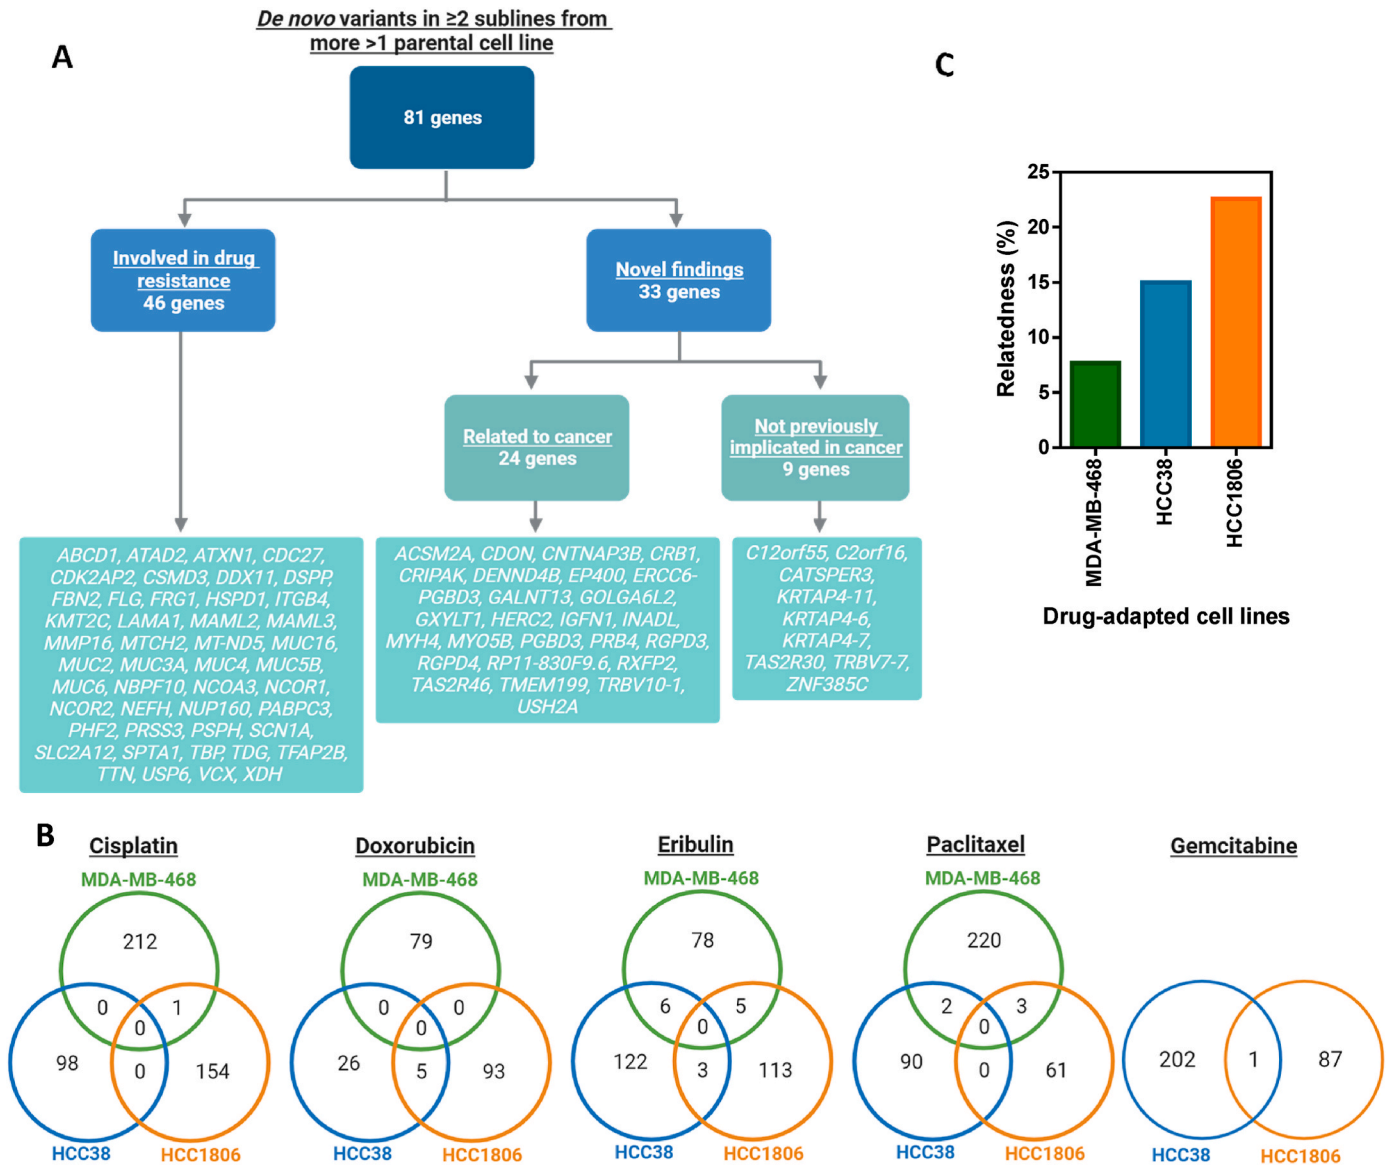 A
De novo variants in ≥2 sublines from
more >1 parental cell line
81 genes
Involved in drug
resistance
46 genes
Novel findings
33 genes
Related to cancer
24 genes
Not previously
implicated in cancer
9 genes
ABCD1, ATAD2, ATXN1, CDC27,
CDK2AP2, CSMD3, DDX11, DSPP,
FBN2, FLG, FRG1, HSPD1, ITGB4,
KMT2C, LAMA1, MAML2, MAML3,
MMP16, MTCH2, MT-ND5, MUC16,
MUC2, MUC3A, MUC4, MUC5B,
MUC6, NBPF10, NCOA3, NCOR1,
NCOR2, NEFH, NUP160, PABPC3,
PHF2, PRSS3, PSPH, SCN1A,
SLC2A12, SPTA1, TBP, TDG, TFAP2B,
TTN, USP6, VCX, XDH
ACSM2A, CDON, CNTNAP3B, CRB1,
CRIPAK, DENND4B, EP400, ERCC6-
PGBD3, GALNT13, GOLGA6L2,
GXYLT1, HERC2, IGFN1, INADL,
MYH4, MYO5B, PGBD3, PRB4, RGPD3,
RGPD4, RP11-830F9.6, RXFP2,
TAS2R46, TMEM199, TRBV10-1,
USH2A
C12orf55, C2orf16,
CATSPER3,
KRTAP4-11,
KRTAP4-6,
KRTAP4-7,
TAS2R30, TRBV7-7,
ZNF385C
C
Relatedness (%)
25
20
15
10
5
0
MDA-MB-468
HCC38
HCC1806
Drug-adapted cell lines
B
Cisplatin
MDA-MB-468
212
0
1
0
98
0
154
HCC38
HCC1806
Doxorubicin
MDA-MB-468
79
0
0
0
26
5
93
HCC38
HCC1806
Eribulin
MDA-MB-468
78
6
5
0
122
3
113
HCC38
HCC1806
Paclitaxel
MDA-MB-468
220
2
3
0
90
0
61
HCC38
HCC1806
Gemcitabine
202
1
87
HCC38
HCC1806